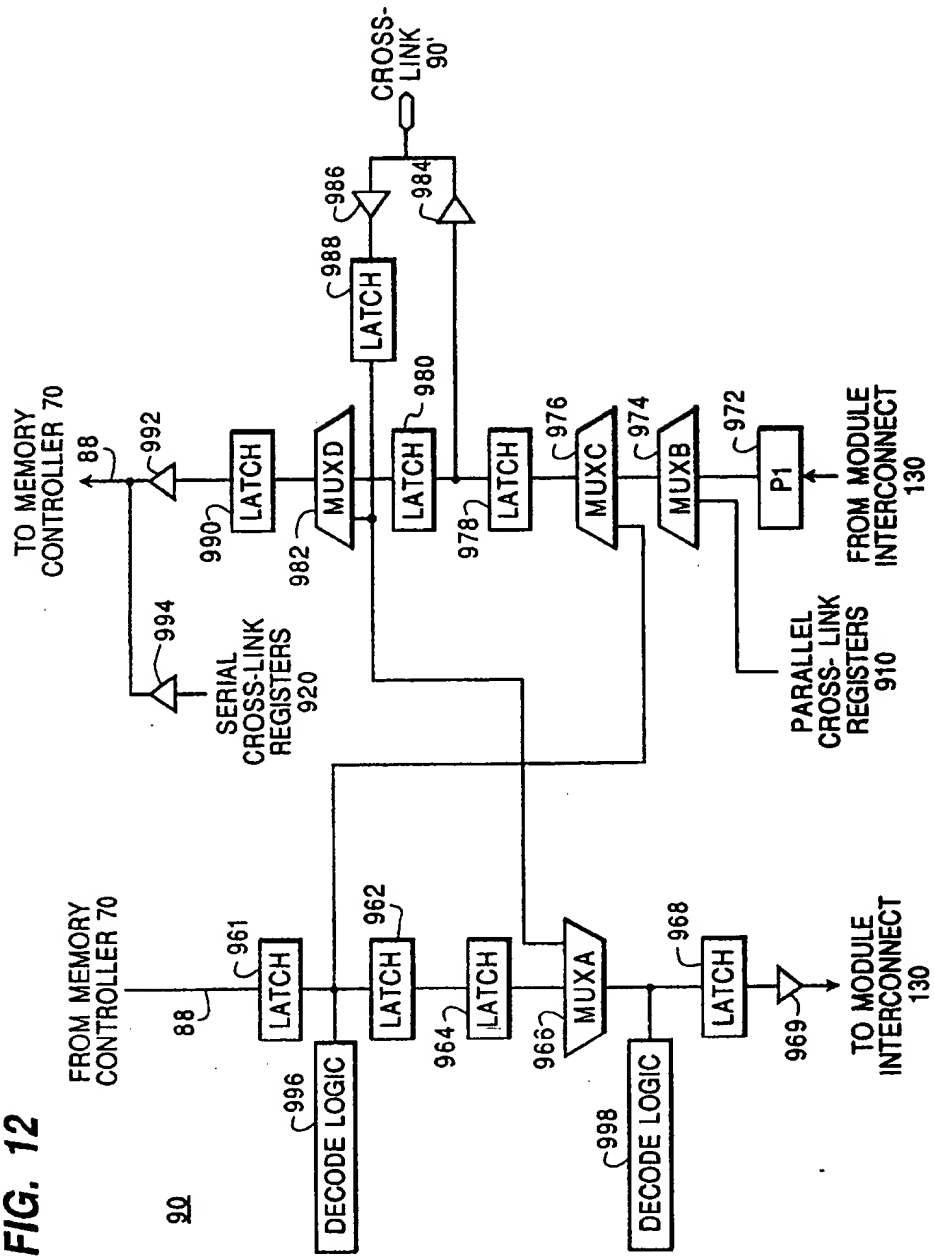 FIG. 12
90
FROM MEMORY
CONTROLLER 70
88
961
LATCH
996
DECODE LOGIC
962
LATCH
964
LATCH
966
MUXA
998
DECODE LOGIC
968
LATCH
969
TO MODULE
INTERCONNECT
130
TO MEMORY
CONTROLLER 70
88
992
994
SERIAL
CROSS-LINK
REGISTERS
920
990
LATCH
982
MUXD
988
LATCH
986
CROSS-
LINK
90'
984
980
LATCH
978
LATCH
976
MUXC
974
MUXB
972
P1
PARALLEL
CROSS- LINK
REGISTERS
910
FROM MODULE
INTERCONNECT
130